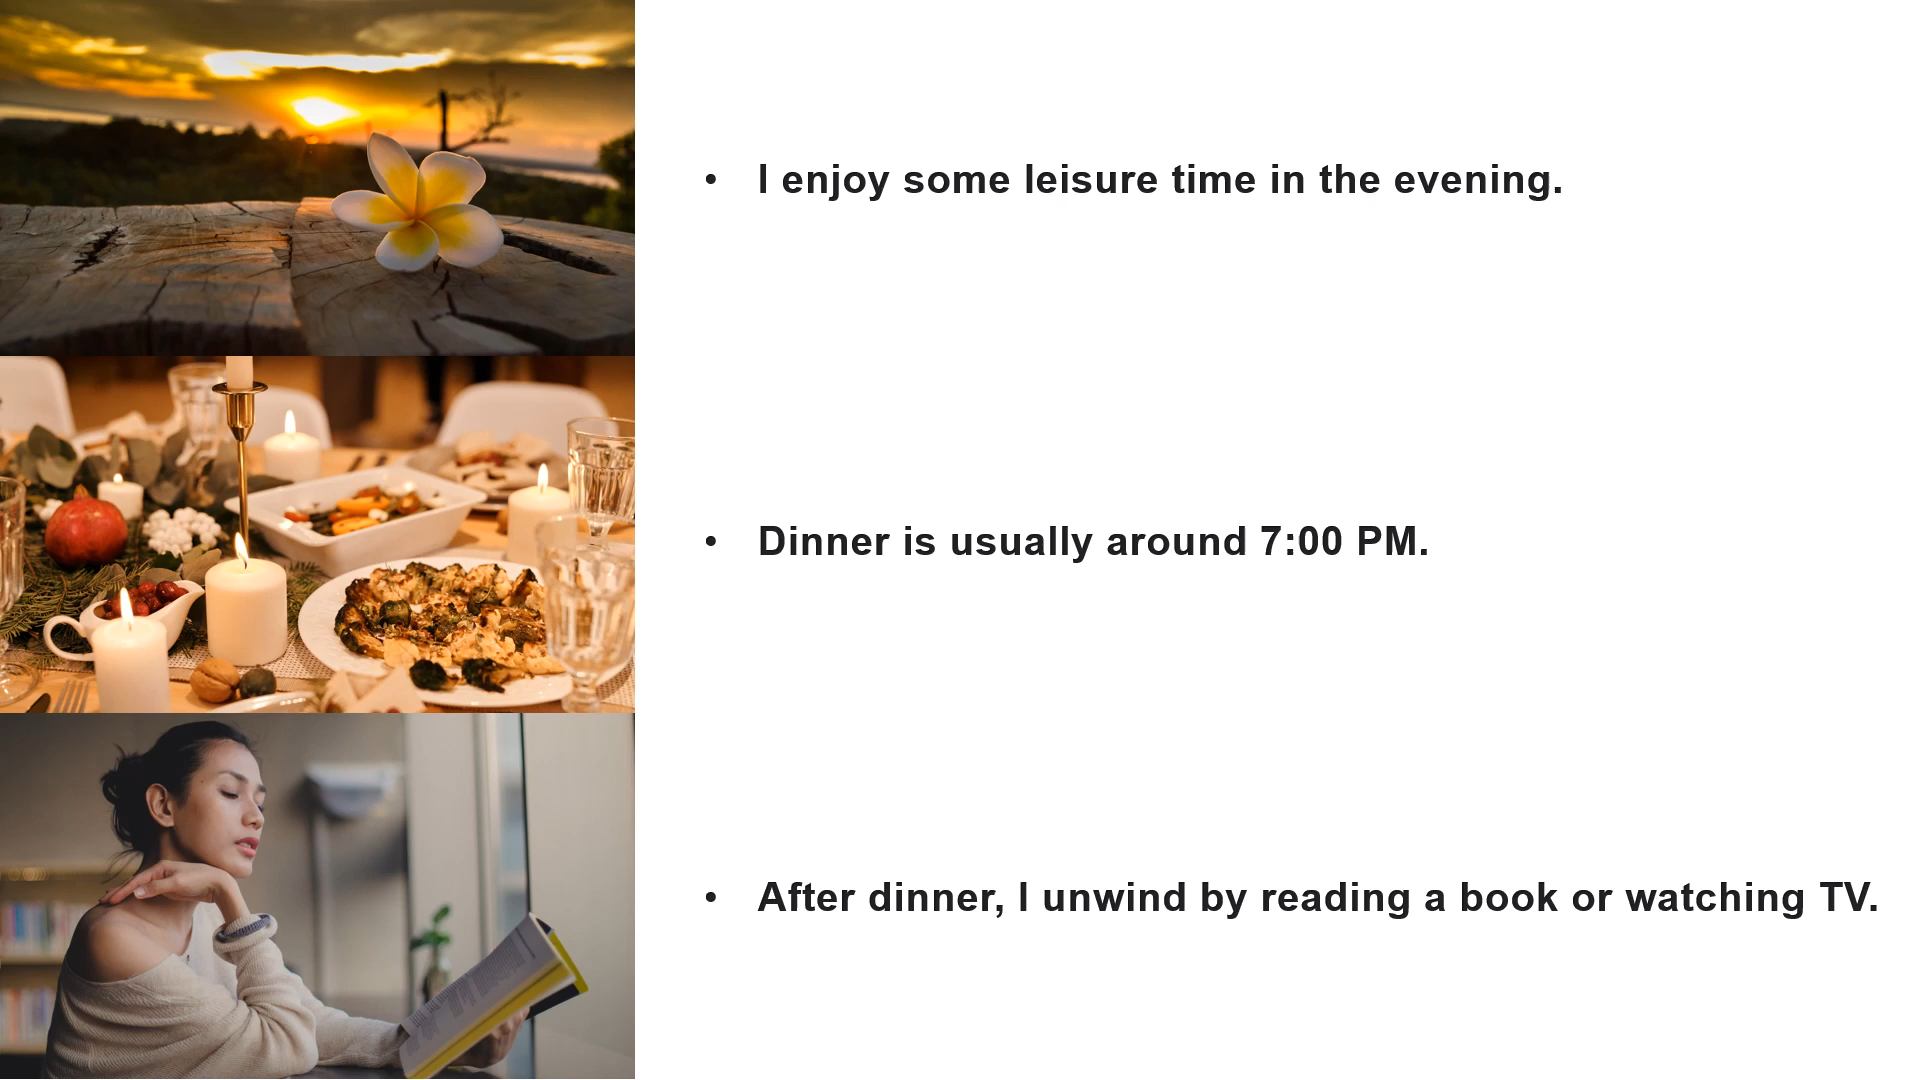 • I enjoy some leisure time in the evening.
• Dinner is usually around 7:00 PM.
• After dinner, I unwind by reading a book or watching TV.